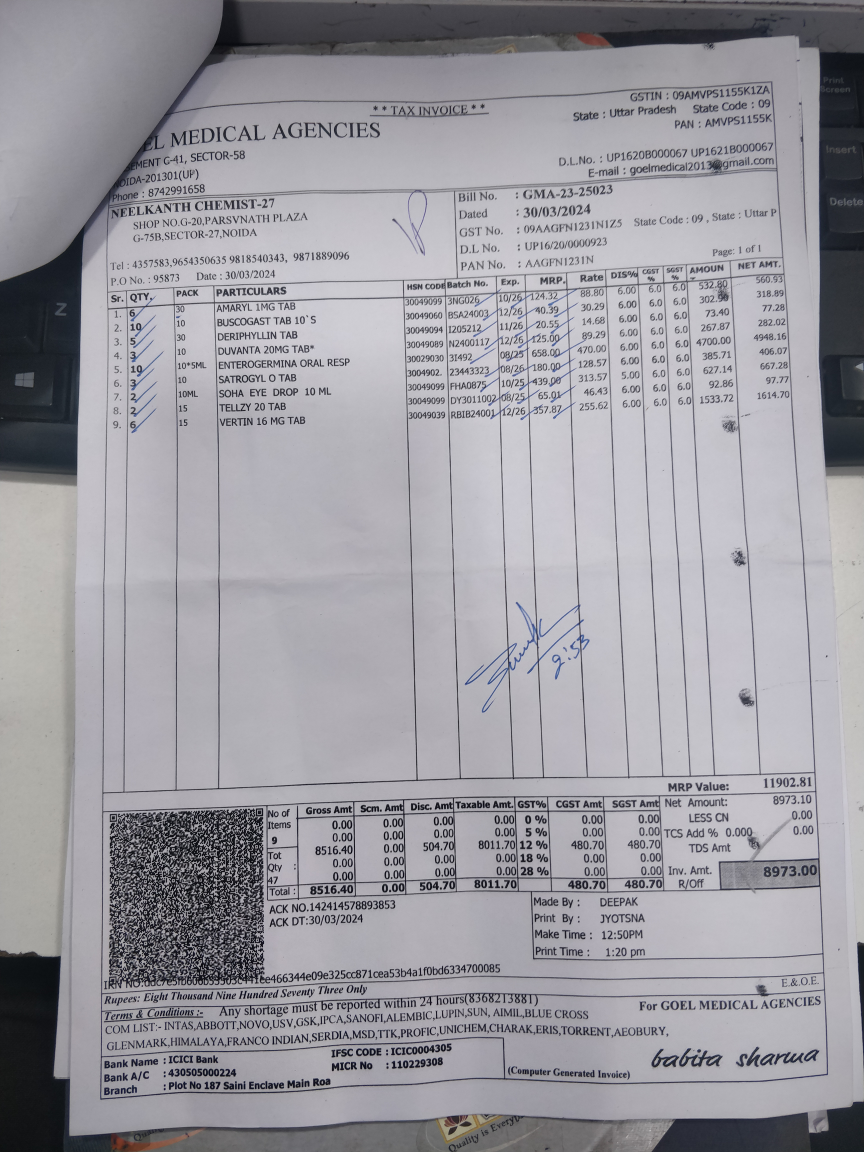 ** TAX INVOICE **
GSTIN : 09AMVPS1155K1ZA
State : Uttar Pradesh State Code : 09
PAN : AMVPS1155K
EL MEDICAL AGENCIES
EMENT G-41, SECTOR-58
NOIDA-201301(UP)
Phone : 8742991658
D.L.No. : UP1620B000067 UP1621B000067
E-mail : goelmedical2013@gmail.com
NEELKANTH CHEMIST-27
SHOP NO.G-20,PARSVNATH PLAZA
G-75B,SECTOR-27,NOIDA
Tel : 4357583,9654350635 9818540343, 9871889096
P.O No. : 95873 Date : 30/03/2024
Bill No. : GMA-23-25023
Dated : 30/03/2024
GST No. : 09AAGFN1231N1Z5 State Code : 09 , State : Uttar P
D.L No. : UP16/20/0000923
PAN No. : AAGFN1231N
Page: 1 of 1
Sr. QTY. PACK PARTICULARS HSN CODE Batch No. Exp. MRP. Rate DIS% CGST % SGST % AMOUN NET AMT.
1. 6 30 AMARYL 1MG TAB 30049099 3NG026 10/26 124.32 88.80 6.00 6.0 6.0 532.80 560.93
2. 10 10 BUSCOGAST TAB 10`S 30049060 BSA24003 12/26 40.39 30.29 6.00 6.0 6.0 302.90 318.89
3. 5 30 DERIPHYLLIN TAB 30049094 I205212 11/26 20.55 14.68 6.00 6.0 6.0 73.40 77.28
4. 3 10 DUVANTA 20MG TAB* 30049089 N2400117 12/26 125.00 89.29 6.00 6.0 6.0 267.87 282.02
5. 10 10*5ML ENTEROGERMINA ORAL RESP 30029030 31492 08/25 658.00 470.00 6.00 6.0 6.0 4700.00 4948.16
6. 3 10 SATROGYL O TAB 3004902. 23443323 08/26 180.00 128.57 6.00 6.0 6.0 385.71 406.07
7. 2 10ML SOHA EYE DROP 10 ML 30049099 FHA0875 10/25 439.00 313.57 5.00 6.0 6.0 627.14 667.28
8. 2 15 TELLZY 20 TAB 30049099 DY3011002 08/25 65.01 46.43 6.00 6.0 6.0 92.86 97.77
9. 6 15 VERTIN 16 MG TAB 30049039 RBIB24001 12/26 357.87 255.62 6.00 6.0 6.0 1533.72 1614.70
2:53
MRP Value: 11902.81
No of Items 9 Tot Qty : 47
Gross Amt Scm. Amt Disc. Amt Taxable Amt. GST% CGST Amt SGST Amt
0.00 0.00 0.00 0.00 0 % 0.00 0.00
0.00 0.00 0.00 0.00 5 % 0.00 0.00
8516.40 0.00 504.70 8011.70 12 % 480.70 480.70
0.00 0.00 0.00 0.00 18 % 0.00 0.00
0.00 0.00 0.00 0.00 28 % 0.00 0.00
Total : 8516.40 0.00 504.70 8011.70 480.70 480.70
Net Amount: 8973.10
LESS CN 0.00
TCS Add % 0.000 0.00
TDS Amt
Inv. Amt. 8973.00
R/Off
ACK NO.142414578893853
ACK DT:30/03/2024
Made By : DEEPAK
Print By : JYOTSNA
Make Time : 12:50PM
Print Time : 1:20 pm
IRN NO:
E.& O.E.
Rupees: Eight Thousand Nine Hundred Seventy Three Only
Terms & Conditions :- Any shortage must be reported within 24 hours(8368213881)
COM LIST:- INTAS,ABBOTT,NOVO,USV,GSK,IPCA,SANOFI,ALEMBIC,LUPIN,SUN, AIMIL,BLUE CROSS
GLENMARK,HIMALAYA,FRANCO INDIAN,SERDIA,MSD,TTK,PROFIC,UNICHEM,CHARAK,ERIS,TORRENT,AEOBURY,
For GOEL MEDICAL AGENCIES
Bank Name : ICICI Bank
IFSC CODE : ICIC0004305
Bank A/C : 430505000224
MICR No : 110229308
Branch : Plot No 187 Saini Enclave Main Roa
(Computer Generated Invoice)
babita sharma
Print Screen
Insert
Delete
Z
Quality is Every